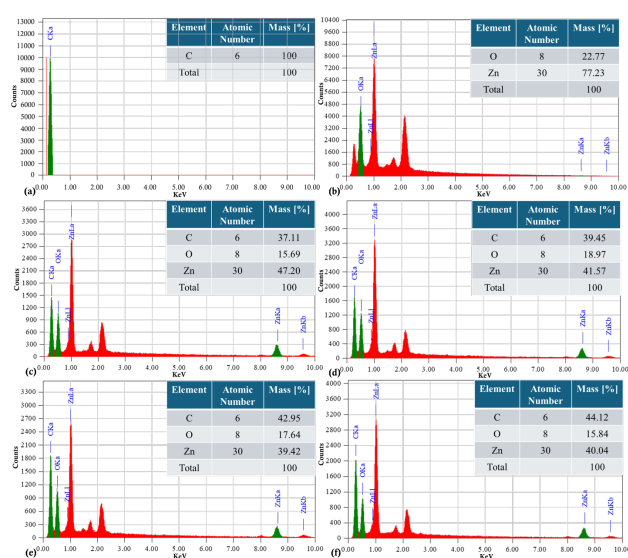 Element Atomic Number Mass [%]
C 6 100
Total 100
CKa
Counts
13000
12000
11000
10000
9000
8000
7000
6000
5000
4000
3000
2000
1000
0
0.00 1.00 2.00 3.00 4.00 5.00 6.00 7.00 8.00 9.00 10.00
KeV
(a)
Element Atomic Number Mass [%]
O 8 22.77
Zn 30 77.23
Total 100
OKa
ZnLl
ZnLa
ZnKa
ZnKb
Counts
10400
9600
8800
8000
7200
6400
5600
4800
4000
3200
2400
1600
800
0
0.00 1.00 2.00 3.00 4.00 5.00 6.00 7.00 8.00 9.00 10.00
KeV
(b)
Element Atomic Number Mass [%]
C 6 37.11
O 8 15.69
Zn 30 47.20
Total 100
CKa
OKa
ZnLl
ZnLa
ZnKa
ZnKb
Counts
3600
3300
3000
2700
2400
2100
1800
1500
1200
900
600
300
0
0.00 1.00 2.00 3.00 4.00 5.00 6.00 7.00 8.00 9.00 10.00
KeV
(c)
Element Atomic Number Mass [%]
C 6 39.45
O 8 18.97
Zn 30 41.57
Total 100
CKa
OKa
ZnLl
ZnLa
ZnKa
ZnKb
Counts
4000
3600
3200
2800
2400
2000
1600
1200
800
400
0
0.00 1.00 2.00 3.00 4.00 5.00 6.00 7.00 8.00 9.00 10.00
KeV
(d)
Element Atomic Number Mass [%]
C 6 42.95
O 8 17.64
Zn 30 39.42
Total 100
CKa
OKa
ZnLl
ZnLa
ZnKa
ZnKb
Counts
3300
3000
2700
2400
2100
1800
1500
1200
900
600
300
0
0.00 1.00 2.00 3.00 4.00 5.00 6.00 7.00 8.00 9.00 10.00
KeV
(e)
Element Atomic Number Mass [%]
C 6 44.12
O 8 15.84
Zn 30 40.04
Total 100
CKa
OKa
ZnLl
ZnLa
ZnKa
ZnKb
Counts
4000
3600
3200
2800
2400
2000
1600
1200
800
400
0
0.00 1.00 2.00 3.00 4.00 5.00 6.00 7.00 8.00 9.00 10.00
KeV
(f)